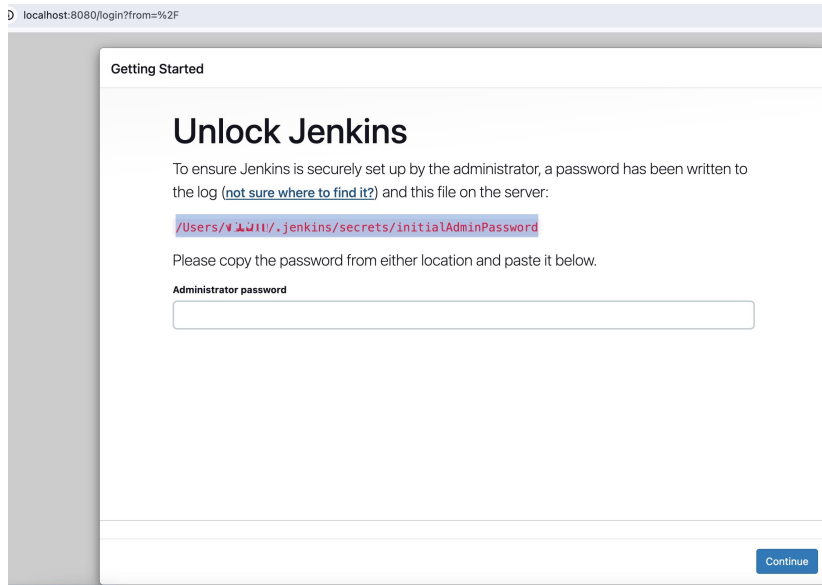 localhost:8080/login?from=%2F
Getting Started
Unlock Jenkins
To ensure Jenkins is securely set up by the administrator, a password has been written to
the log (not sure where to find it?) and this file on the server:
/Users/ /.jenkins/secrets/initialAdminPassword
Please copy the password from either location and paste it below.
Administrator password
Continue